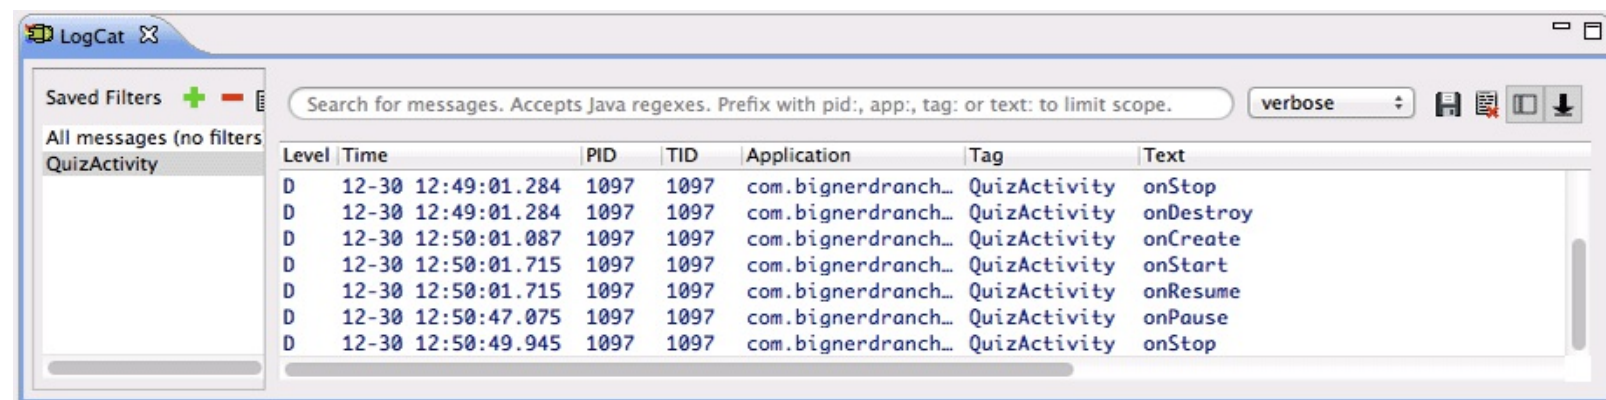 LogCat
Saved Filters
Search for messages. Accepts Java regexes. Prefix with pid:, app:, tag: or text: to limit scope.
verbose
All messages (no filters
QuizActivity
Level Time PID TID Application Tag Text
D 12-30 12:49:01.284 1097 1097 com.bignerdranch… QuizActivity onStop
D 12-30 12:49:01.284 1097 1097 com.bignerdranch… QuizActivity onDestroy
D 12-30 12:50:01.087 1097 1097 com.bignerdranch… QuizActivity onCreate
D 12-30 12:50:01.715 1097 1097 com.bignerdranch… QuizActivity onStart
D 12-30 12:50:01.715 1097 1097 com.bignerdranch… QuizActivity onResume
D 12-30 12:50:47.075 1097 1097 com.bignerdranch… QuizActivity onPause
D 12-30 12:50:49.945 1097 1097 com.bignerdranch… QuizActivity onStop